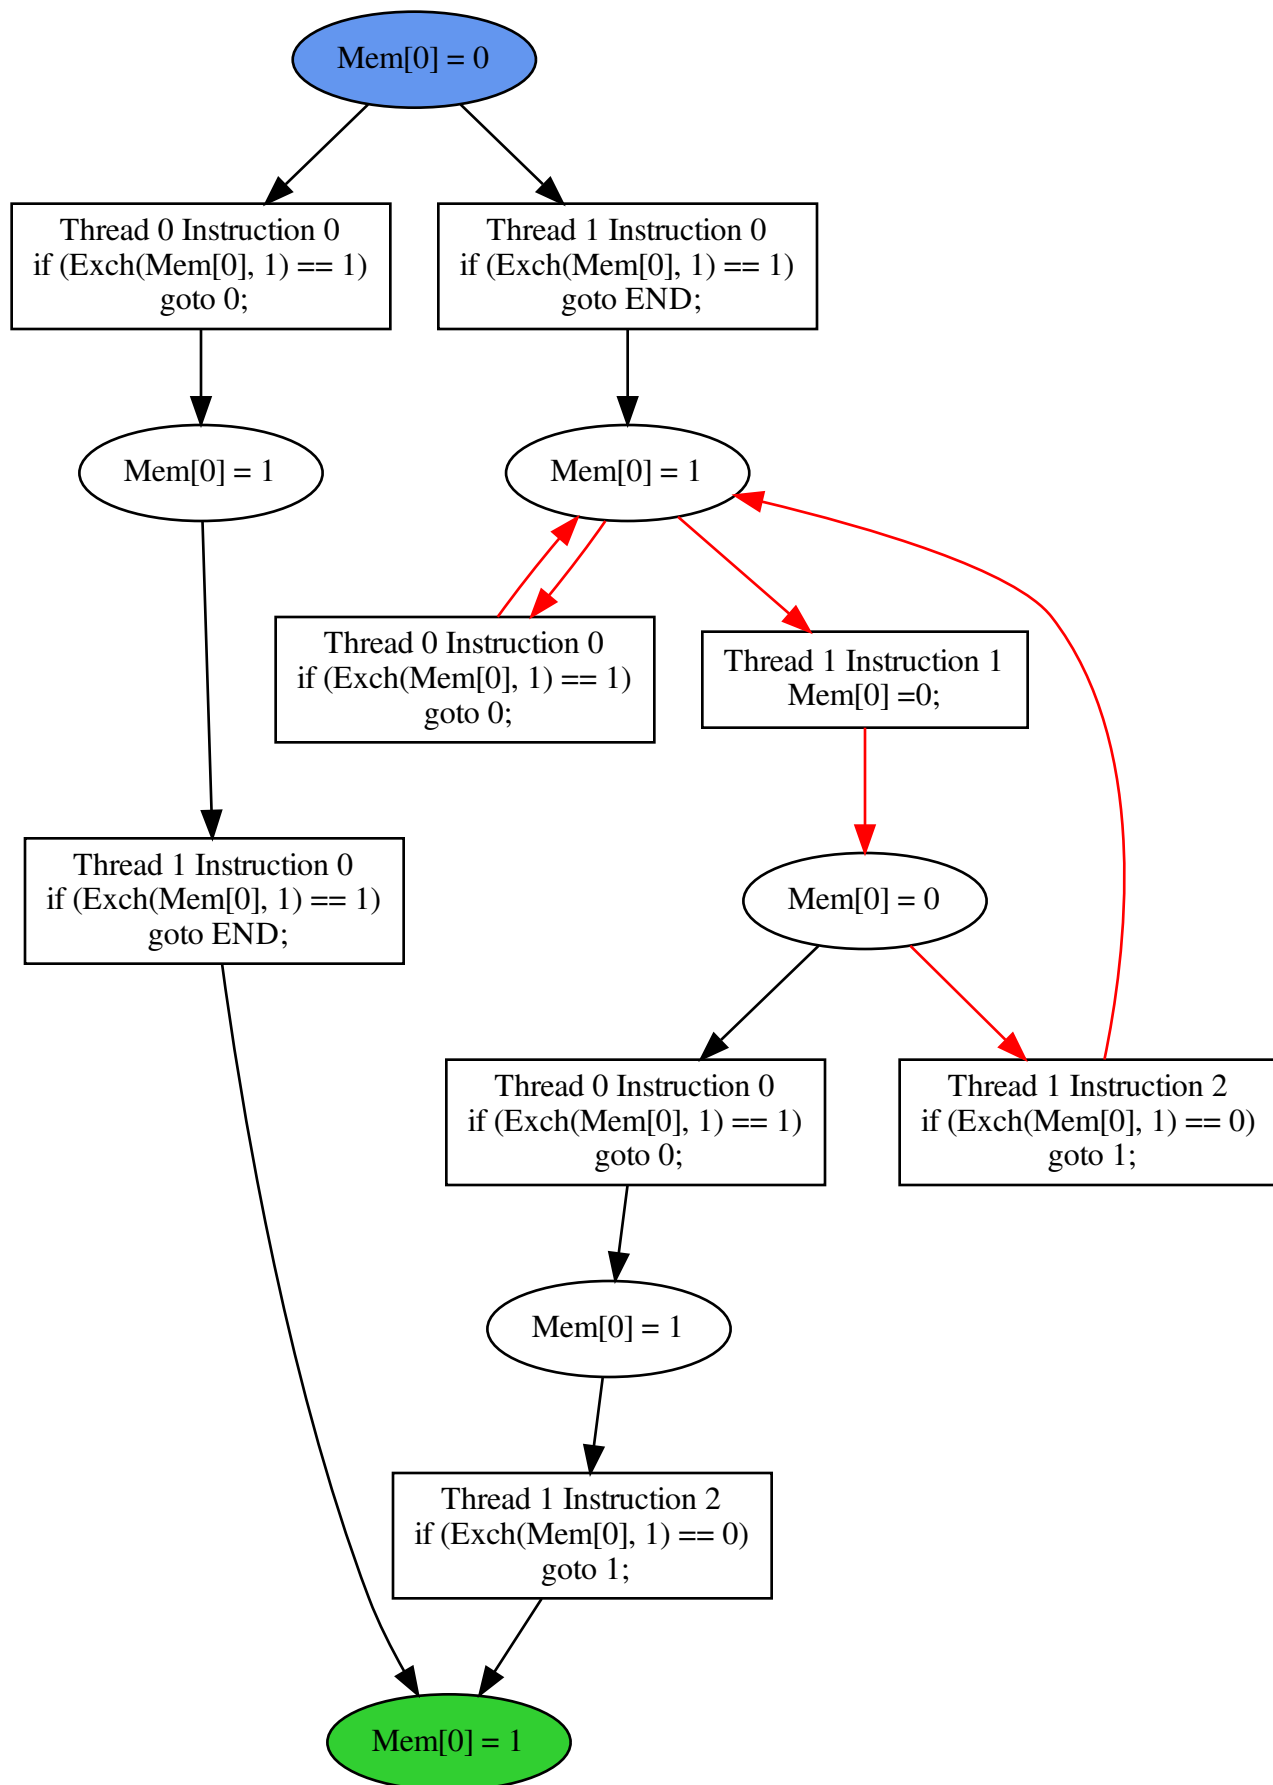 Mem[0] = 0
Thread 0 Instruction 0
if (Exch(Mem[0], 1) == 1)
goto 0;
Thread 1 Instruction 0
if (Exch(Mem[0], 1) == 1)
goto END;
Mem[0] = 1
Mem[0] = 1
Thread 0 Instruction 0
if (Exch(Mem[0], 1) == 1)
goto 0;
Thread 1 Instruction 1
Mem[0] =0;
Thread 1 Instruction 0
if (Exch(Mem[0], 1) == 1)
goto END;
Mem[0] = 0
Thread 0 Instruction 0
if (Exch(Mem[0], 1) == 1)
goto 0;
Thread 1 Instruction 2
if (Exch(Mem[0], 1) == 0)
goto 1;
Mem[0] = 1
Thread 1 Instruction 2
if (Exch(Mem[0], 1) == 0)
goto 1;
Mem[0] = 1